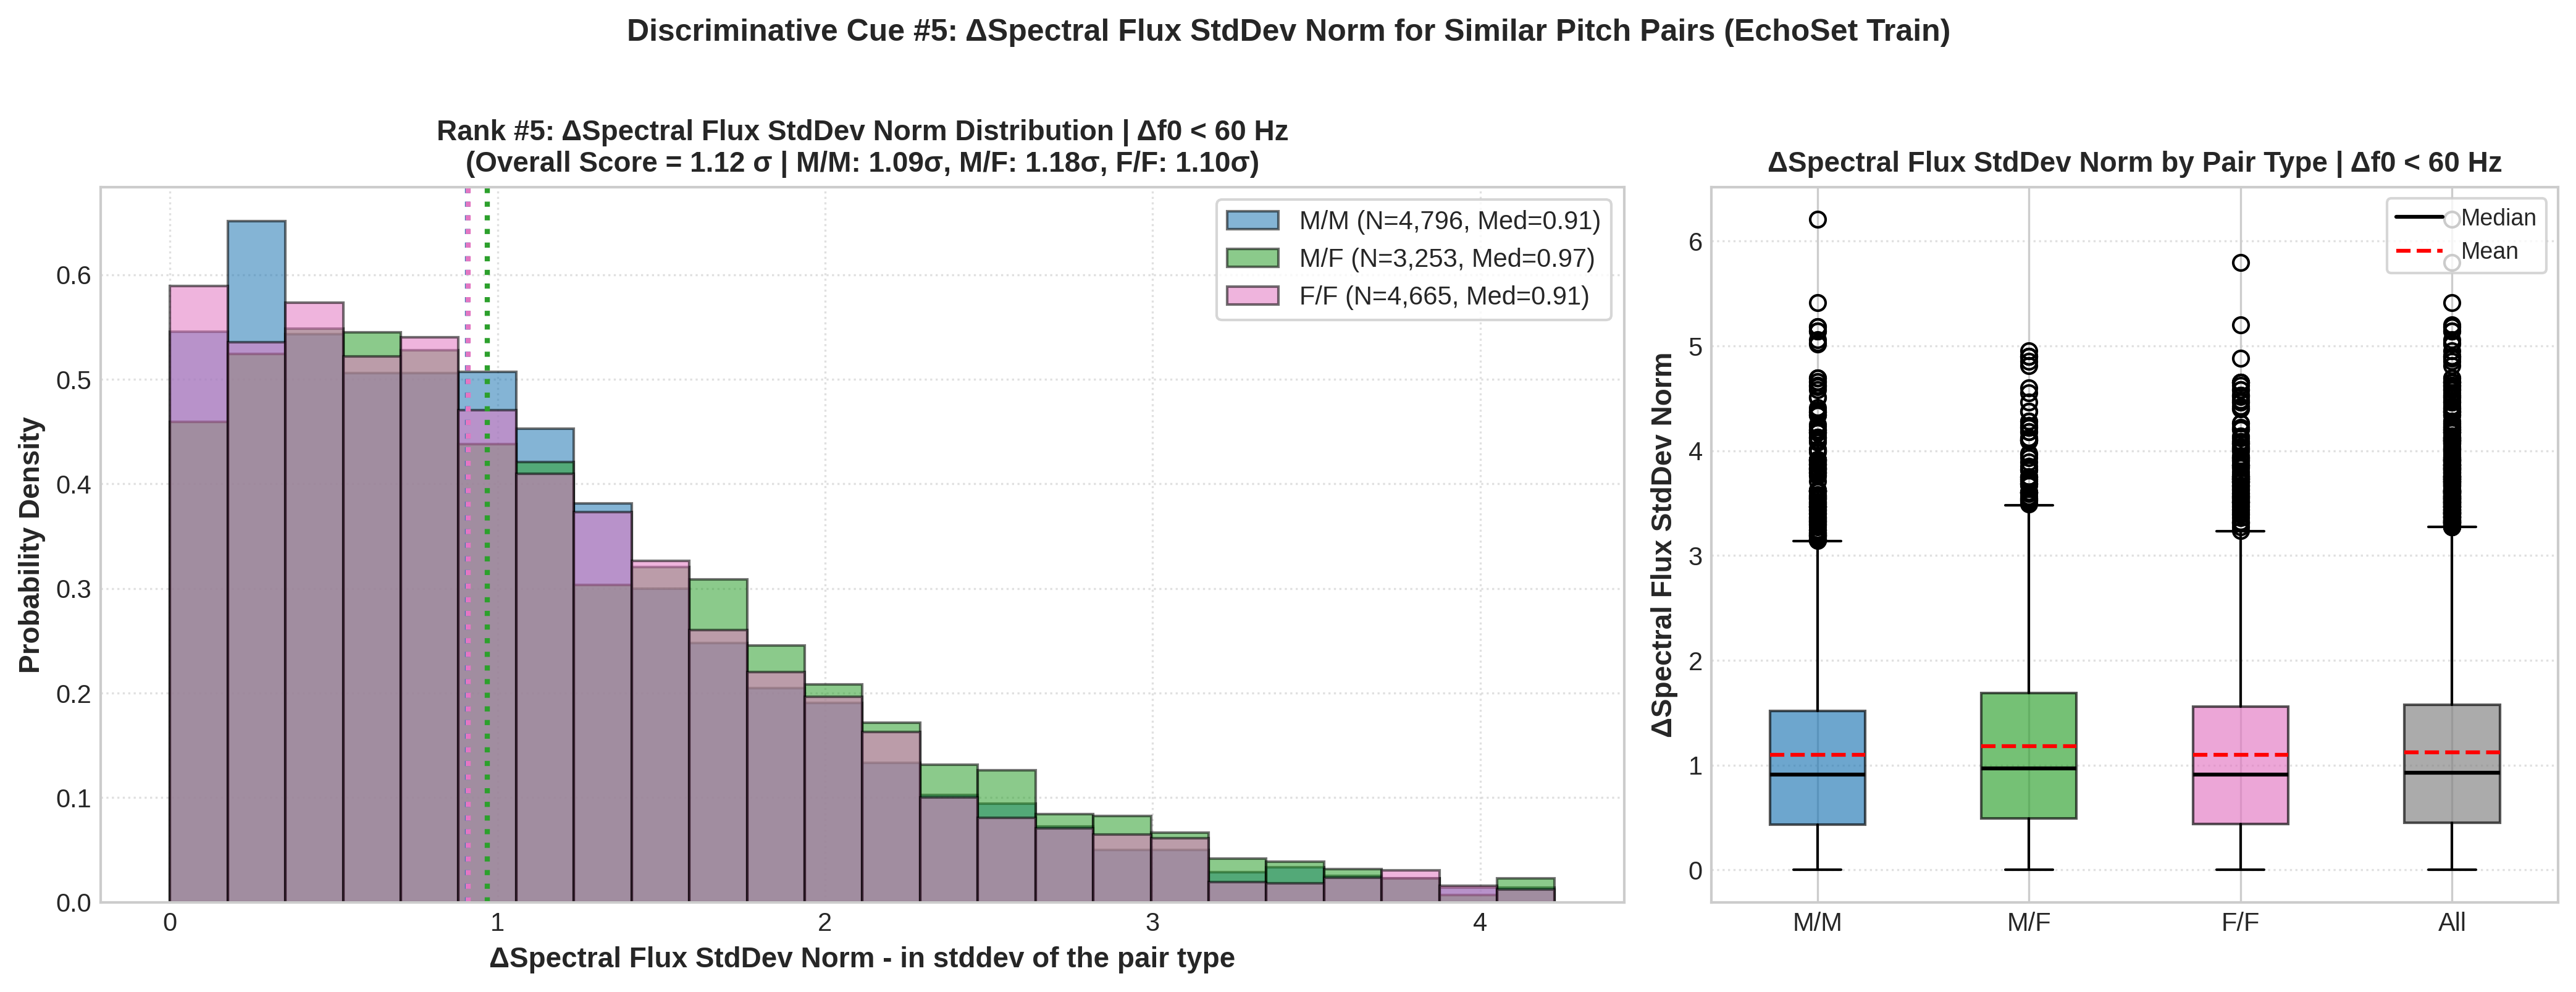 Discriminative Cue #5: ΔSpectral Flux StdDev Norm for Similar Pitch Pairs (EchoSet Train)
Rank #5: ΔSpectral Flux StdDev Norm Distribution | Δf0 < 60 Hz
(Overall Score = 1.12 σ | M/M: 1.09σ, M/F: 1.18σ, F/F: 1.10σ)
M/M (N=4,796, Med=0.91)
M/F (N=3,253, Med=0.97)
F/F (N=4,665, Med=0.91)
Probability Density
0.6
0.5
0.4
0.3
0.2
0.1
0.0
0
1
2
3
4
ΔSpectral Flux StdDev Norm - in stddev of the pair type
ΔSpectral Flux StdDev Norm by Pair Type | Δf0 < 60 Hz
Median
Mean
ΔSpectral Flux StdDev Norm
6
5
4
3
2
1
0
M/M
M/F
F/F
All